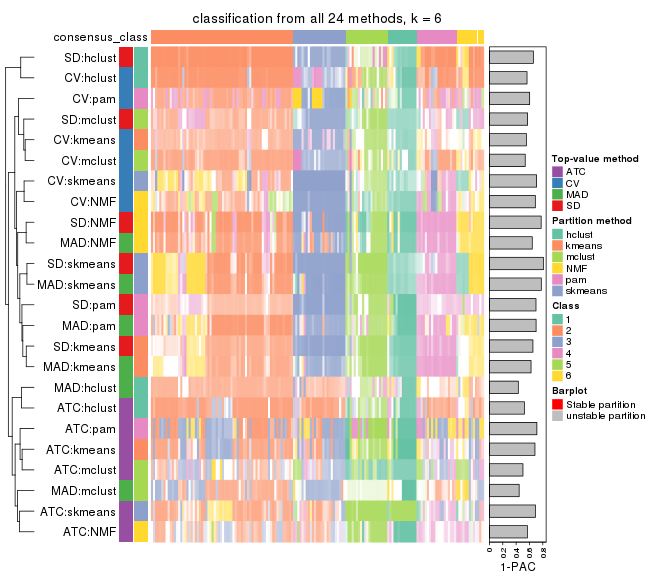 classification from all 24 methods, k = 6
consensus_class
SD:hclust
CV:hclust
CV:pam
SD:mclust
CV:kmeans
CV:mclust
CV:skmeans
CV:NMF
SD:NMF
MAD:NMF
SD:skmeans
MAD:skmeans
SD:pam
MAD:pam
SD:kmeans
MAD:kmeans
MAD:hclust
ATC:hclust
ATC:pam
ATC:kmeans
ATC:mclust
MAD:mclust
ATC:skmeans
ATC:NMF
0
0.2
0.4
0.6
0.8
1-PAC
Top-value method
ATC
CV
MAD
SD
Partition method
hclust
kmeans
mclust
NMF
pam
skmeans
Class
1
2
3
4
5
6
Barplot
Stable partition
unstable partition